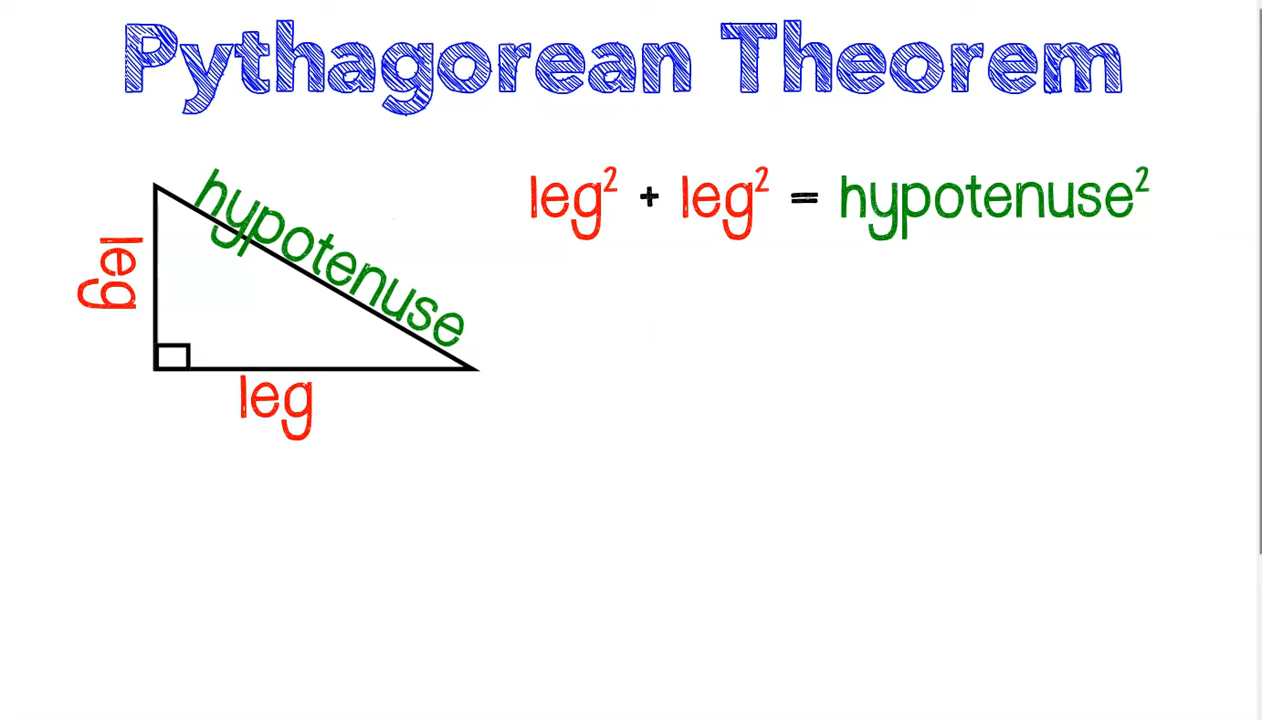 Pythagorean Theorem
hypotenuse
leg² + leg² = hypotenuse²
leg
leg